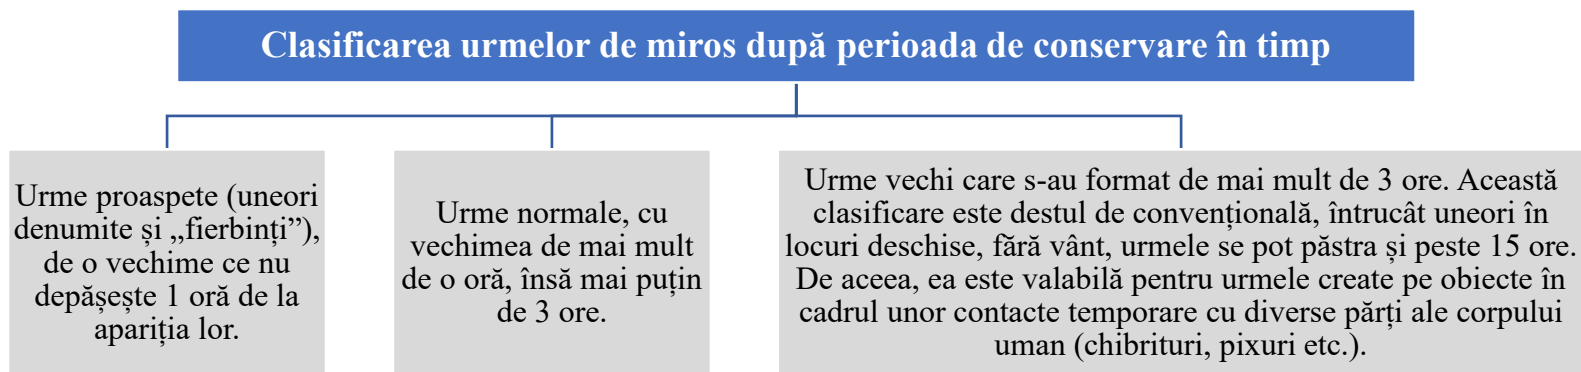 Clasificarea urmelor de miros după perioada de conservare în timp
Urme proaspete (uneori
denumite și „fierbinți”),
de o vechime ce nu
depășește 1 oră de la
apariția lor.
Urme normale, cu
vechimea de mai mult
de o oră, însă mai puțin
de 3 ore.
Urme vechi care s-au format de mai mult de 3 ore. Această
clasificare este destul de convențională, întrucât uneori în
locuri deschise, fără vânt, urmele se pot păstra și peste 15 ore.
De aceea, ea este valabilă pentru urmele create pe obiecte în
cadrul unor contacte temporare cu diverse părți ale corpului
uman (chibrituri, pixuri etc.).